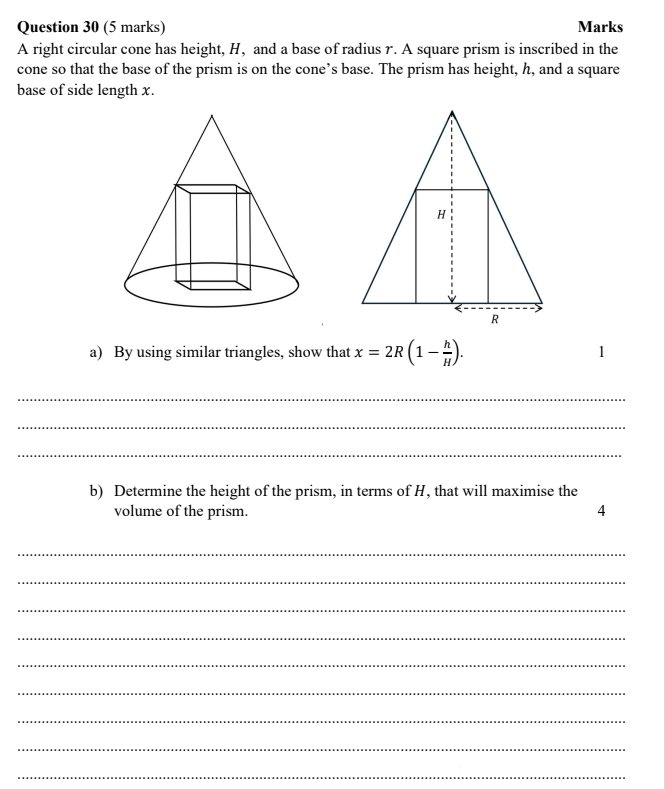 Question 30 (5 marks) Marks
A right circular cone has height, H, and a base of radius r. A square prism is inscribed in the
cone so that the base of the prism is on the cone's base. The prism has height, h, and a square
base of side length x.
H
R
a) By using similar triangles, show that x = 2R(1 − h/H). 1
b) Determine the height of the prism, in terms of H, that will maximise the
volume of the prism. 4